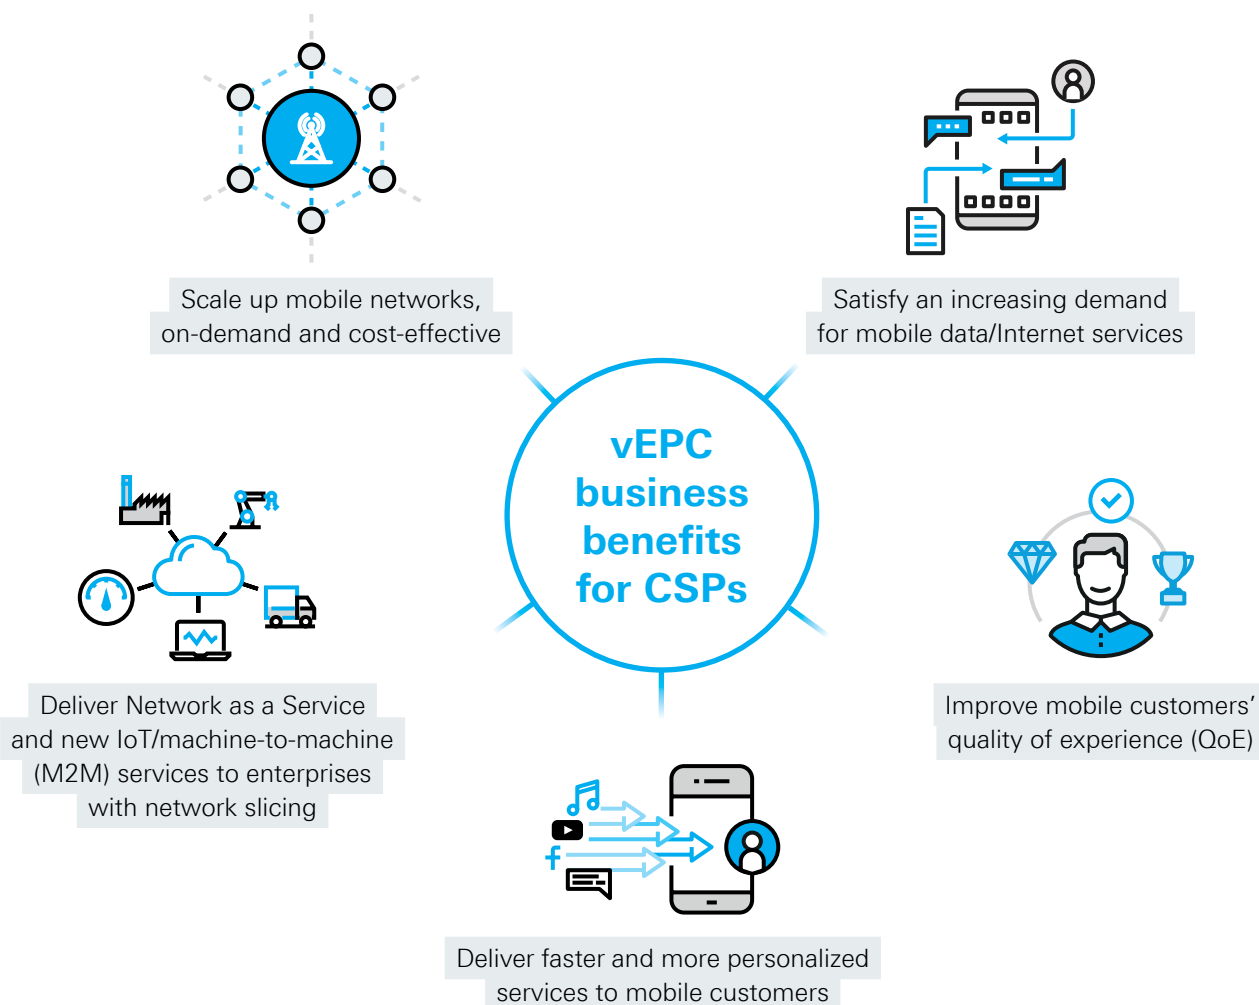 Scale up mobile networks,
on-demand and cost-effective
Satisfy an increasing demand
for mobile data/Internet services
vEPC
business
benefits
for CSPs
Deliver Network as a Service
and new IoT/machine-to-machine
(M2M) services to enterprises
with network slicing
Improve mobile customers’
quality of experience (QoE)
f
Deliver faster and more personalized
services to mobile customers